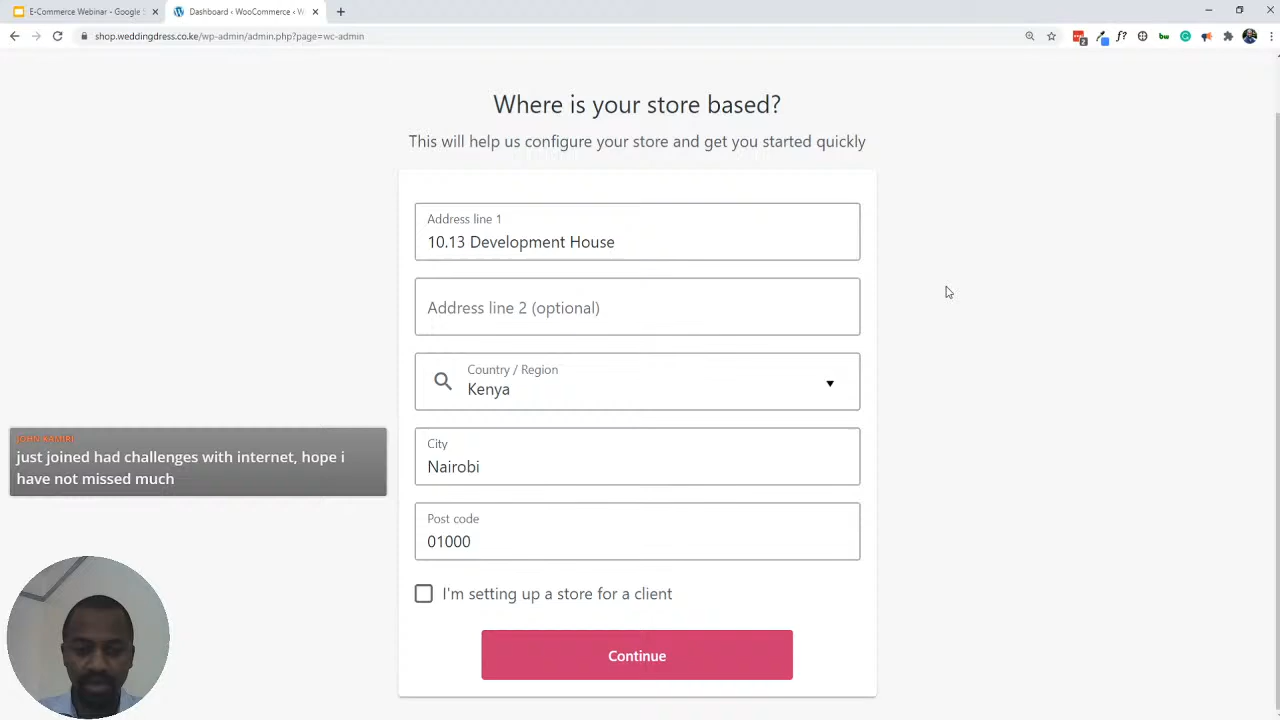 E-Commerce Webinar - Google S
Dashboard ‹ WooCommerce ‹ W
shop.weddingdress.co.ke/wp-admin/admin.php?page=wc-admin
Where is your store based?
This will help us configure your store and get you started quickly
Address line 1
10.13 Development House
Address line 2 (optional)
Country / Region
Kenya
City
Nairobi
Post code
01000
I'm setting up a store for a client
Continue
JOHN KAMIRI
just joined had challenges with internet, hope i
have not missed much